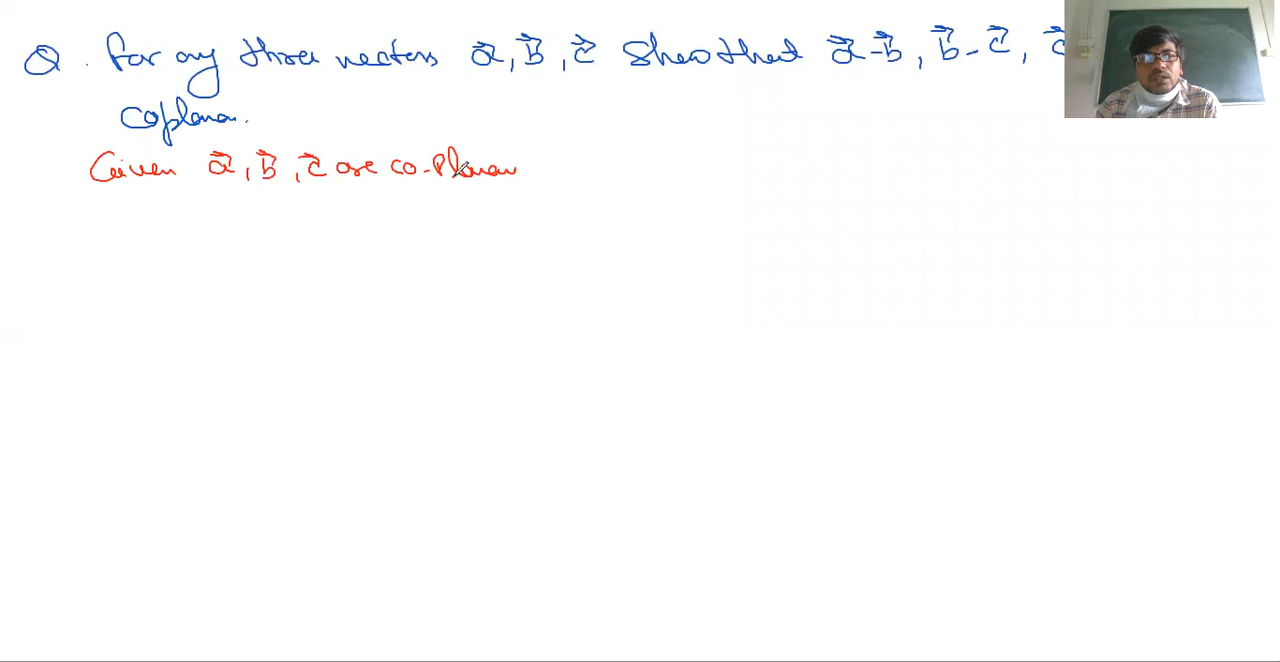 Q. For any three vectors a⃗, b⃗, c⃗ Show that a⃗-b⃗, b⃗-c⃗, c⃗
coplanar.
Given a⃗, b⃗, c⃗ are co-Planar